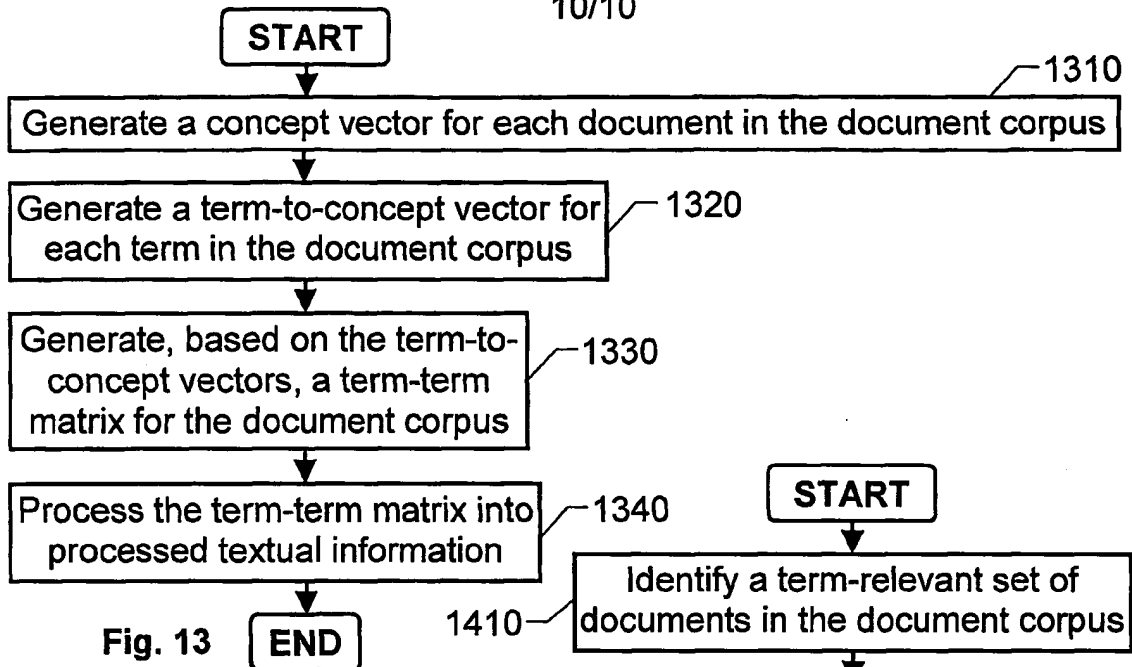 10/10
START
1310
Generate a concept vector for each document in the document corpus
Generate a term-to-concept vector for
each term in the document corpus
1320
Generate, based on the term-to-
concept vectors, a term-term
matrix for the document corpus
1330
Process the term-term matrix into
processed textual information
1340
END
Fig. 13
START
Identify a term-relevant set of
documents in the document corpus
1410